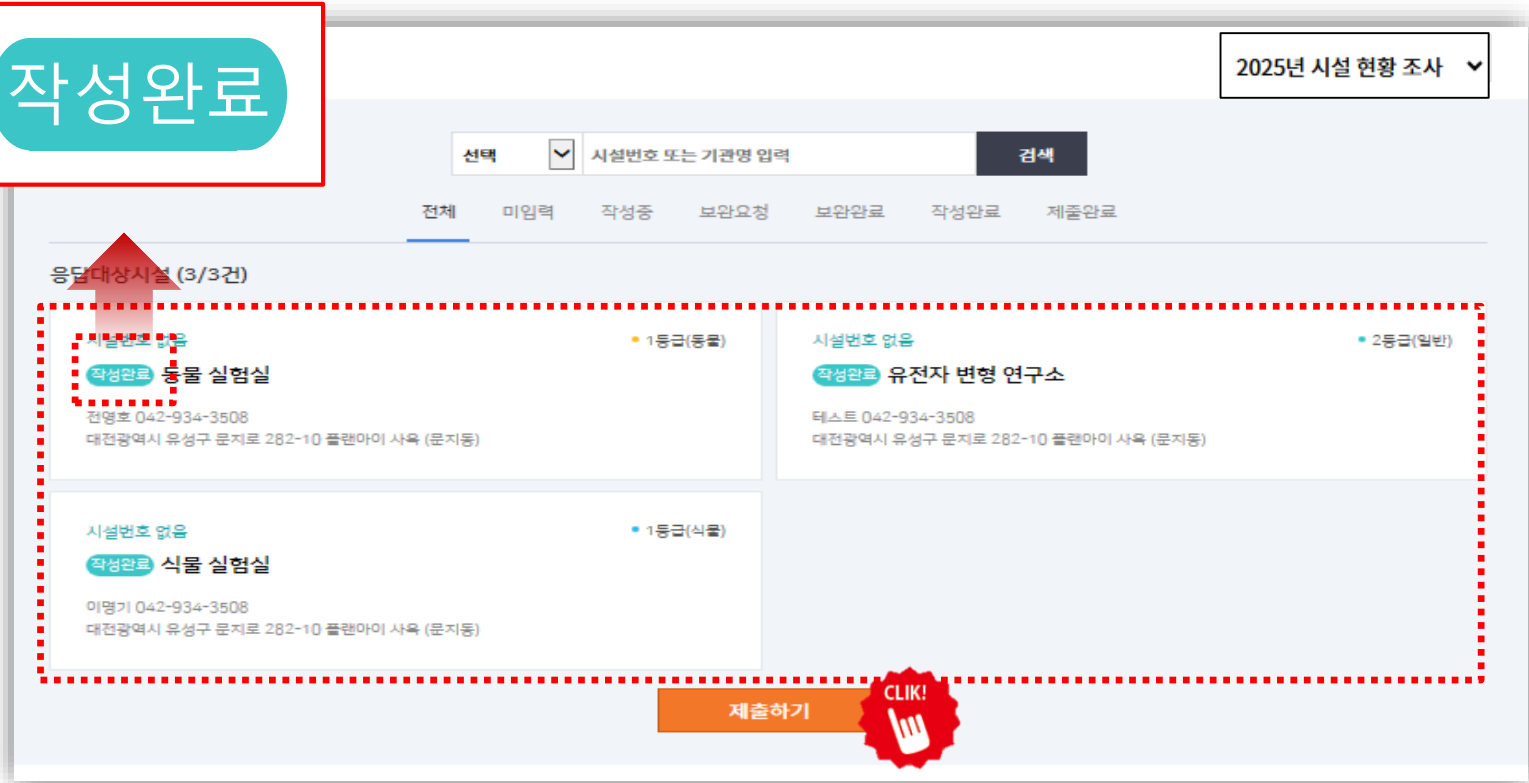 작성완료
2025년 시설 현황 조사
선택 시설번호 또는 기관명 입력 검색
전체 미입력 작성중 보완요청 보완완료 작성완료 제출완료
응답대상시설 (3/3건)
시설번호 없음 1등급(동물)
작성완료 동물 실험실
전영호 042-934-3508
대전광역시 유성구 문지로 282-10 플랜아이 사옥 (문지동)
시설번호 없음 2등급(일반)
작성완료 유전자 변형 연구소
테스트 042-934-3508
대전광역시 유성구 문지로 282-10 플랜아이 사옥 (문지동)
시설번호 없음 1등급(식물)
작성완료 식물 실험실
이명기 042-934-3508
대전광역시 유성구 문지로 282-10 플랜아이 사옥 (문지동)
제출하기
CLIK!